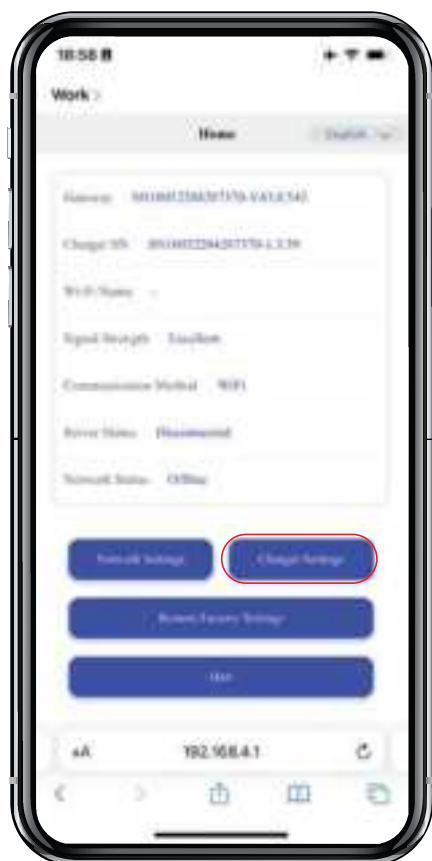 18:58
Work
Home
English
Gateway
Charger SN
Wi-Fi Name -
Signal Strength Excellent
Communication Method WiFi
Server Status Disconnected
Network Status Offline
Network Settings Charger Settings
Restore Factory Settings
AA 192.168.4.1